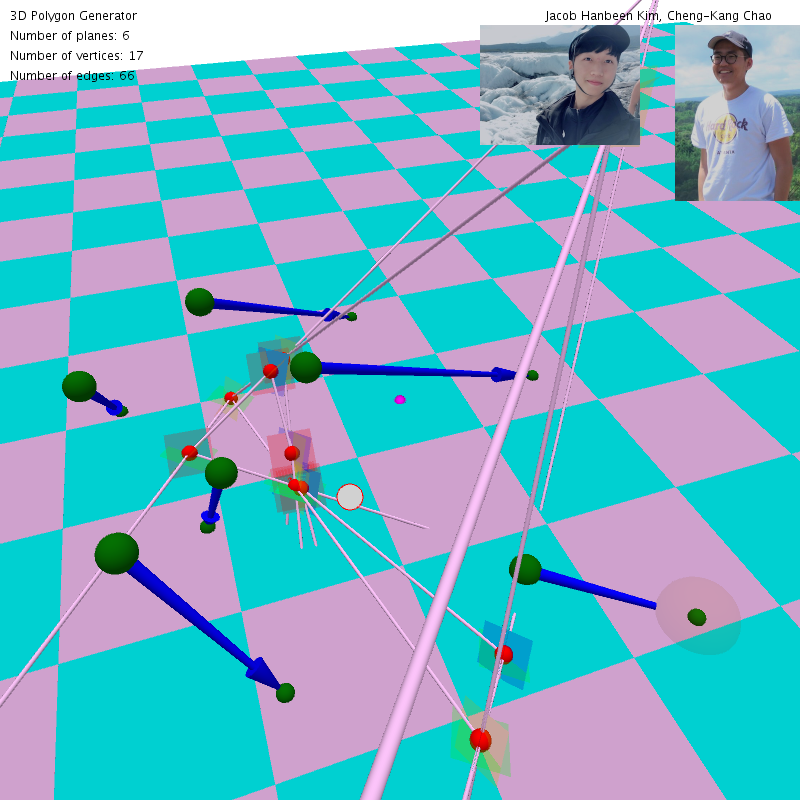 3D Polygon Generator
Jacob Hanbeen Kim, Cheng-Kang Chao
Number of planes: 6
Number of vertices: 17
Number of edges: 66